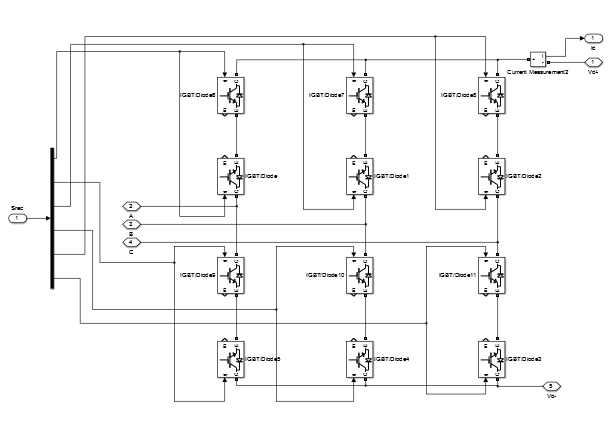 1
Id
Current Measurement2
1
Vd+
IGBT/Diode6
IGBT/Diode7
IGBT/Diode8
IGBT/Diode
IGBT/Diode1
IGBT/Diode2
Srec
1
2
A
3
B
4
C
IGBT/Diode9
IGBT/Diode10
IGBT/Diode11
IGBT/Diode5
IGBT/Diode4
IGBT/Diode3
5
Vd-